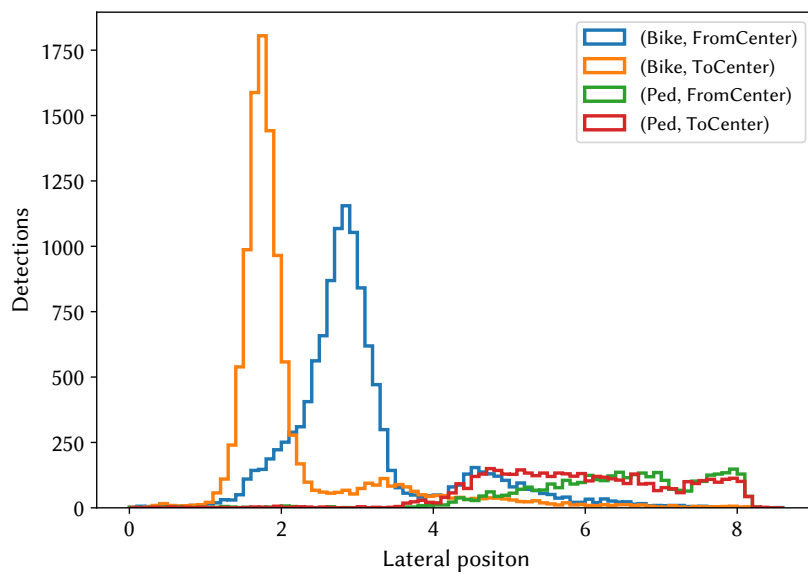 (Bike, FromCenter)
(Bike, ToCenter)
(Ped, FromCenter)
(Ped, ToCenter)
Detections
1750
1500
1250
1000
750
500
250
0
0 2 4 6 8
Lateral positon